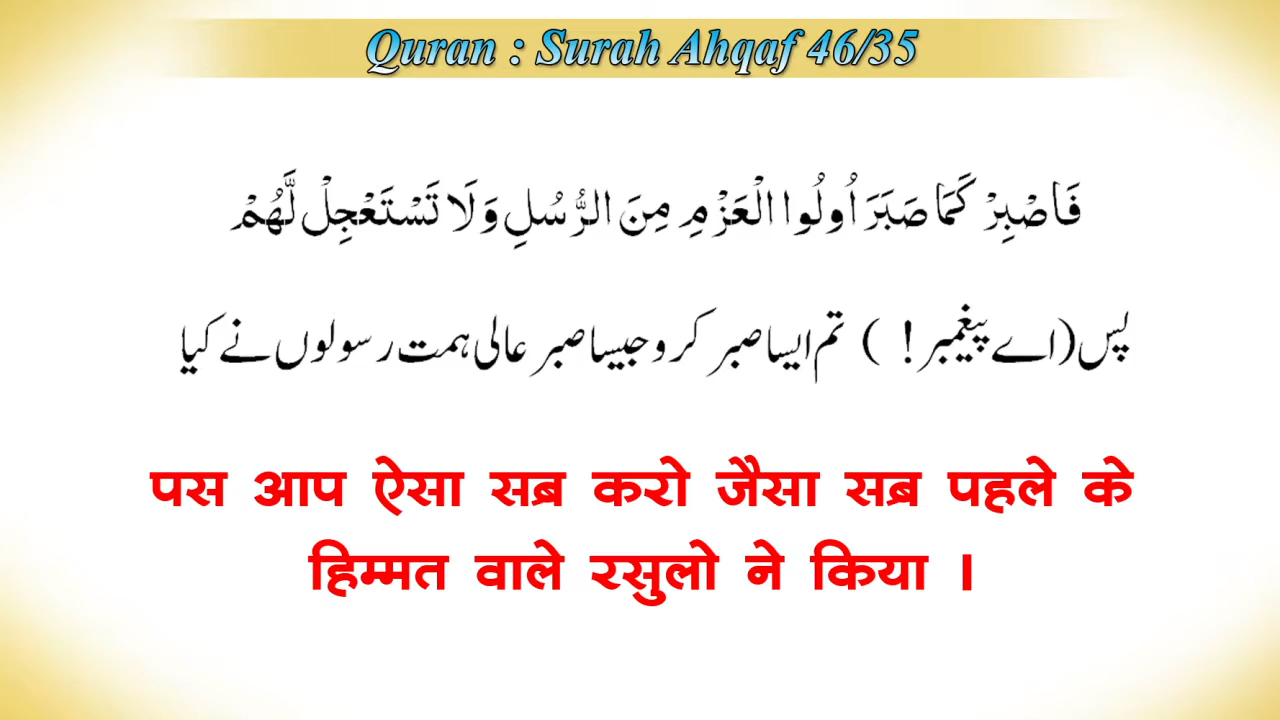 Quran : Surah Ahqaf 46/35
فَاصْبِرْ كَمَا صَبَرَ اُولُوا الْعَزْمِ مِنَ الرُّسُلِ وَلَا تَسْتَعْجِلْ لَّهُمْ
پس (اے پیغمبر ! ) تم ایسا صبر کرو جیسا صبر عالی ہمت رسولوں نے کیا
पस आप ऐसा सब्र करो जैसा सब्र पहले के
हिम्मत वाले रसुलो ने किया ।